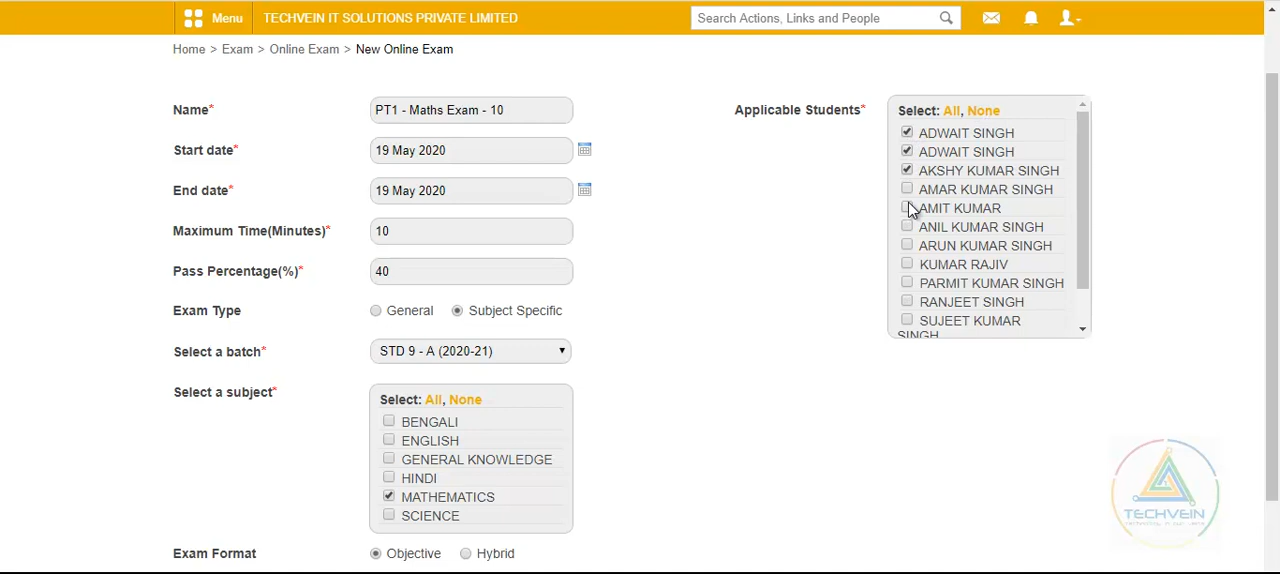 Menu TECHVEIN IT SOLUTIONS PRIVATE LIMITED Search Actions, Links and People
Home > Exam > Online Exam > New Online Exam
Name* PT1 - Maths Exam - 10
Start date* 19 May 2020
End date* 19 May 2020
Maximum Time(Minutes)* 10
Pass Percentage(%)* 40
Exam Type General Subject Specific
Select a batch* STD 9 - A (2020-21)
Select a subject* Select: All, None
BENGALI
ENGLISH
GENERAL KNOWLEDGE
HINDI
MATHEMATICS
SCIENCE
Exam Format Objective Hybrid
Applicable Students* Select: All, None
ADWAIT SINGH
ADWAIT SINGH
AKSHY KUMAR SINGH
AMAR KUMAR SINGH
AMIT KUMAR
ANIL KUMAR SINGH
ARUN KUMAR SINGH
KUMAR RAJIV
PARMIT KUMAR SINGH
RANJEET SINGH
SUJEET KUMAR
SINGH
TECHVEIN